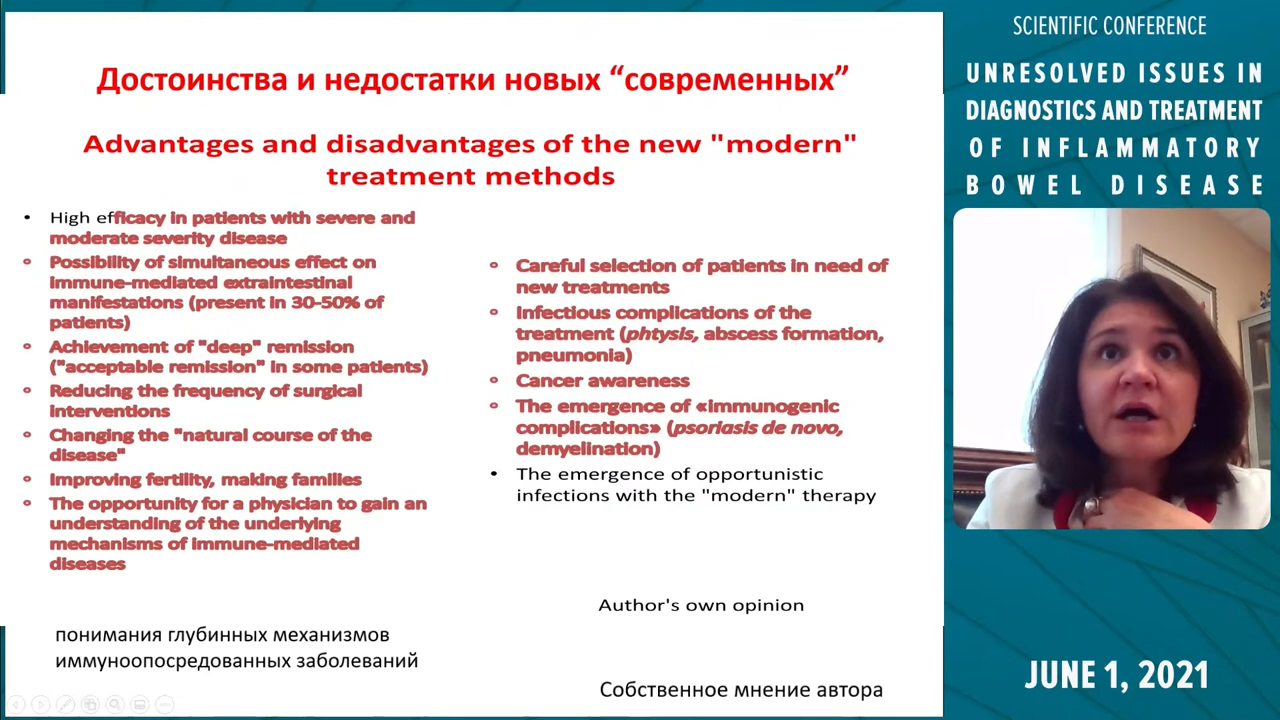 Достоинства и недостатки новых “современных”
Advantages and disadvantages of the new "modern"
treatment methods
• High efficacy in patients with severe and
moderate severity disease
Possibility of simultaneous effect on
immune-mediated extraintestinal
manifestations (present in 30-50% of
patients)
Achievement of "deep" remission
("acceptable remission" in some patients)
Reducing the frequency of surgical
interventions
Changing the "natural course of the
disease"
Improving fertility, making families
The opportunity for a physician to gain an
understanding of the underlying
mechanisms of immune-mediated
diseases
понимания глубинных механизмов
иммуноопосредованных заболеваний
Careful selection of patients in need of
new treatments
Infectious complications of the
treatment (phtysis, abscess formation,
pneumonia)
Cancer awareness
The emergence of «immunogenic
complications» (psoriasis de novo,
demyelination)
• The emergence of opportunistic
infections with the "modern" therapy
Author's own opinion
Собственное мнение автора
SCIENTIFIC CONFERENCE
UNRESOLVED ISSUES IN
DIAGNOSTICS AND TREATMENT
OF INFLAMMATORY
BOWEL DISEASE
JUNE 1, 2021